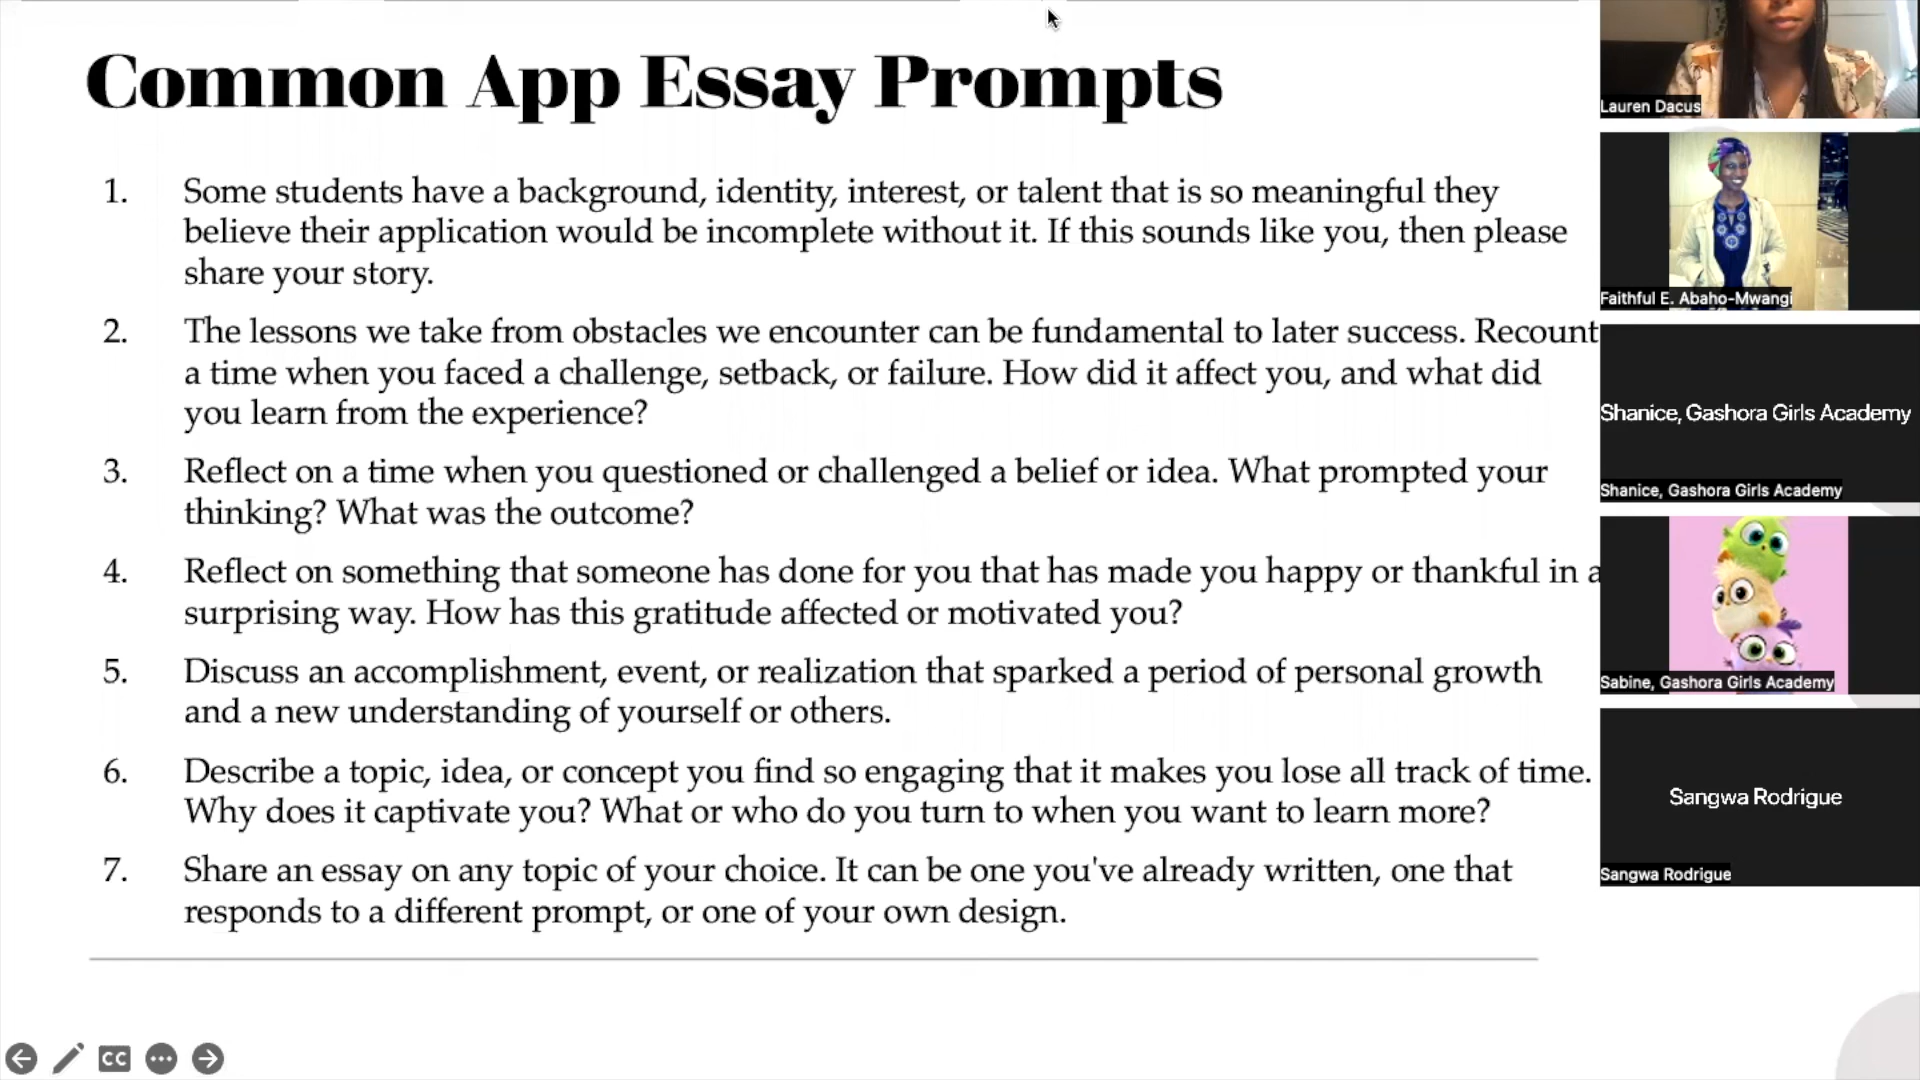 Common App Essay Prompts
1. Some students have a background, identity, interest, or talent that is so meaningful they
believe their application would be incomplete without it. If this sounds like you, then please
share your story.
2. The lessons we take from obstacles we encounter can be fundamental to later success. Recount
a time when you faced a challenge, setback, or failure. How did it affect you, and what did
you learn from the experience?
3. Reflect on a time when you questioned or challenged a belief or idea. What prompted your
thinking? What was the outcome?
4. Reflect on something that someone has done for you that has made you happy or thankful in a
surprising way. How has this gratitude affected or motivated you?
5. Discuss an accomplishment, event, or realization that sparked a period of personal growth
and a new understanding of yourself or others.
6. Describe a topic, idea, or concept you find so engaging that it makes you lose all track of time.
Why does it captivate you? What or who do you turn to when you want to learn more?
7. Share an essay on any topic of your choice. It can be one you've already written, one that
responds to a different prompt, or one of your own design.
CC
Lauren Dacus
Faithful E. Abaho-Mwangi
Shanice, Gashora Girls Academy
Shanice, Gashora Girls Academy
Sabine, Gashora Girls Academy
Sangwa Rodrigue
Sangwa Rodrigue